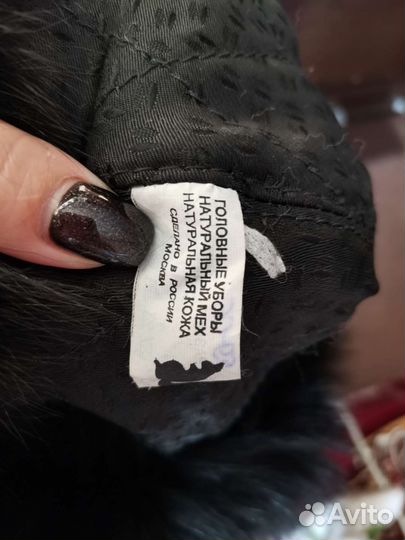 ГОЛОВНЫЕ УБОРЫ
НАТУРАЛЬНЫЙ МЕХ
НАТУРАЛЬНАЯ КОЖА
СДЕЛАНО В РОССИИ
МОСКВА
Avito